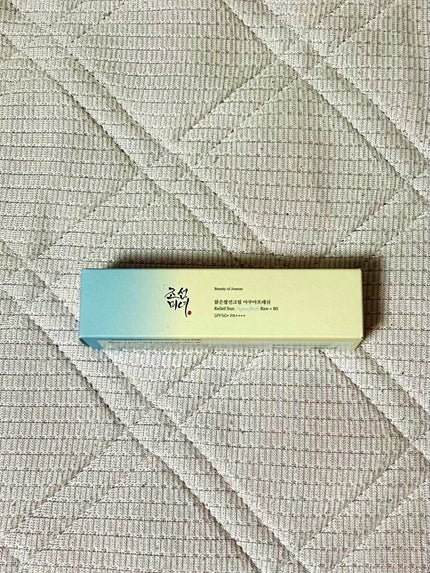 조선
미녀
Beauty of Joseon
맑은쌀선크림 아쿠아프레쉬
Relief Sun Aqua-fresh Rice + B5
SPF50+ PA++++